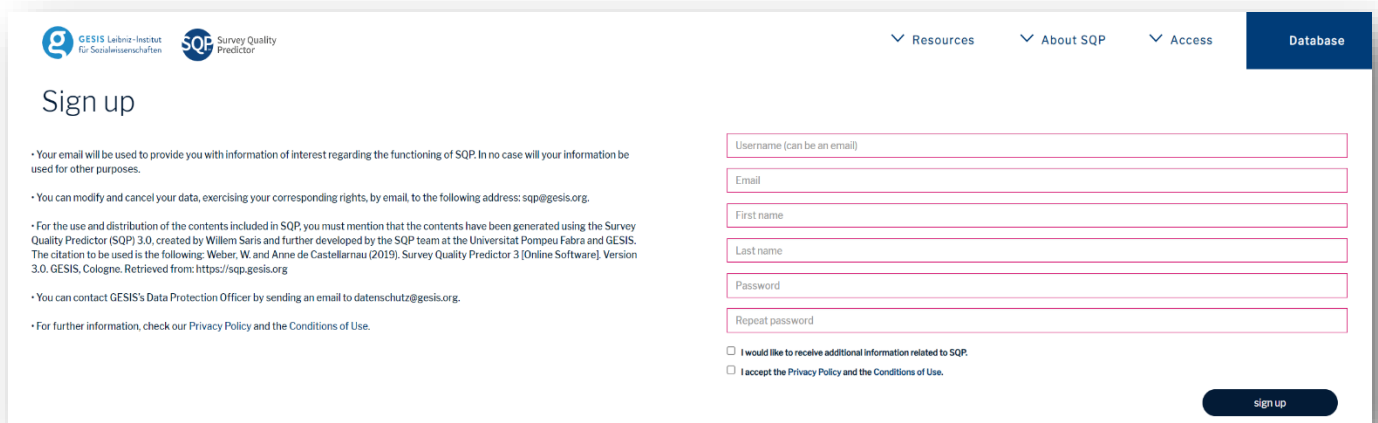 GESIS Leibniz-Institut
für Sozialwissenschaften
SQP Survey Quality
Predictor
Resources
About SQP
Access
Database
Sign up
• Your email will be used to provide you with information of interest regarding the functioning of SQP. In no case will your information be
used for other purposes.
• You can modify and cancel your data, exercising your corresponding rights, by email, to the following address: sqp@gesis.org.
• For the use and distribution of the contents included in SQP, you must mention that the contents have been generated using the Survey
Quality Predictor (SQP) 3.0, created by Willem Saris and further developed by the SQP team at the Universitat Pompeu Fabra and GESIS.
The citation to be used is the following: Weber, W. and Anne de Castellarnau (2019). Survey Quality Predictor 3 [Online Software]. Version
3.0. GESIS, Cologne. Retrieved from: https://sqp.gesis.org
• You can contact GESIS's Data Protection Officer by sending an email to datenschutz@gesis.org.
• For further information, check our Privacy Policy and the Conditions of Use.
Username (can be an email)
Email
First name
Last name
Password
Repeat password
I would like to receive additional information related to SQP.
I accept the Privacy Policy and the Conditions of Use.
sign up